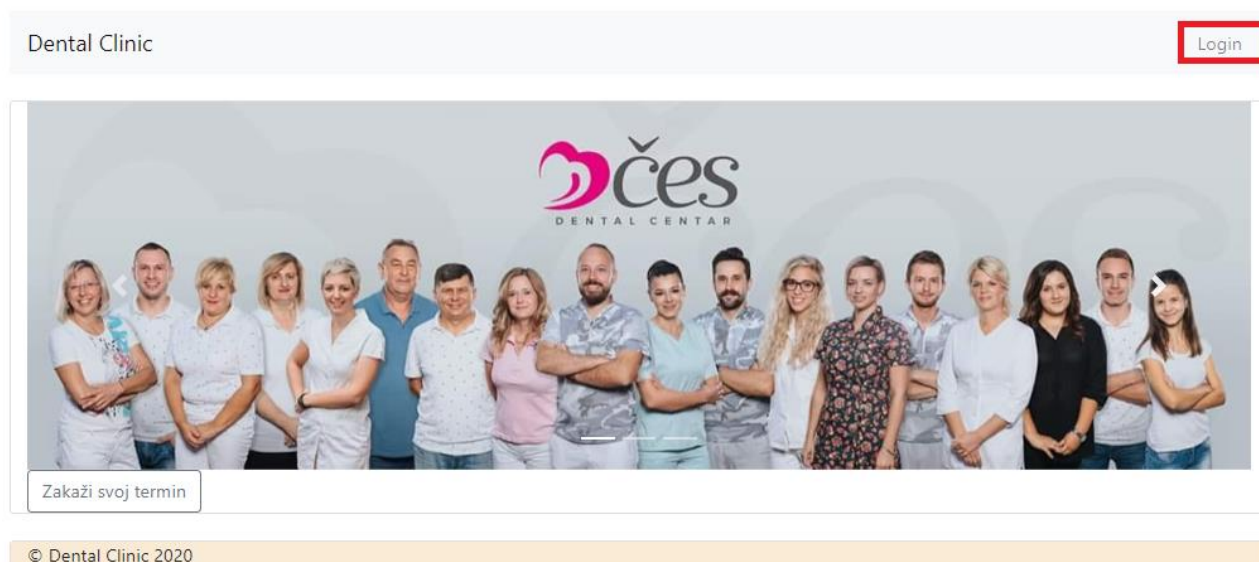 Dental Clinic
Login
čes
DENTAL CENTAR
Zakaži svoj termin
© Dental Clinic 2020